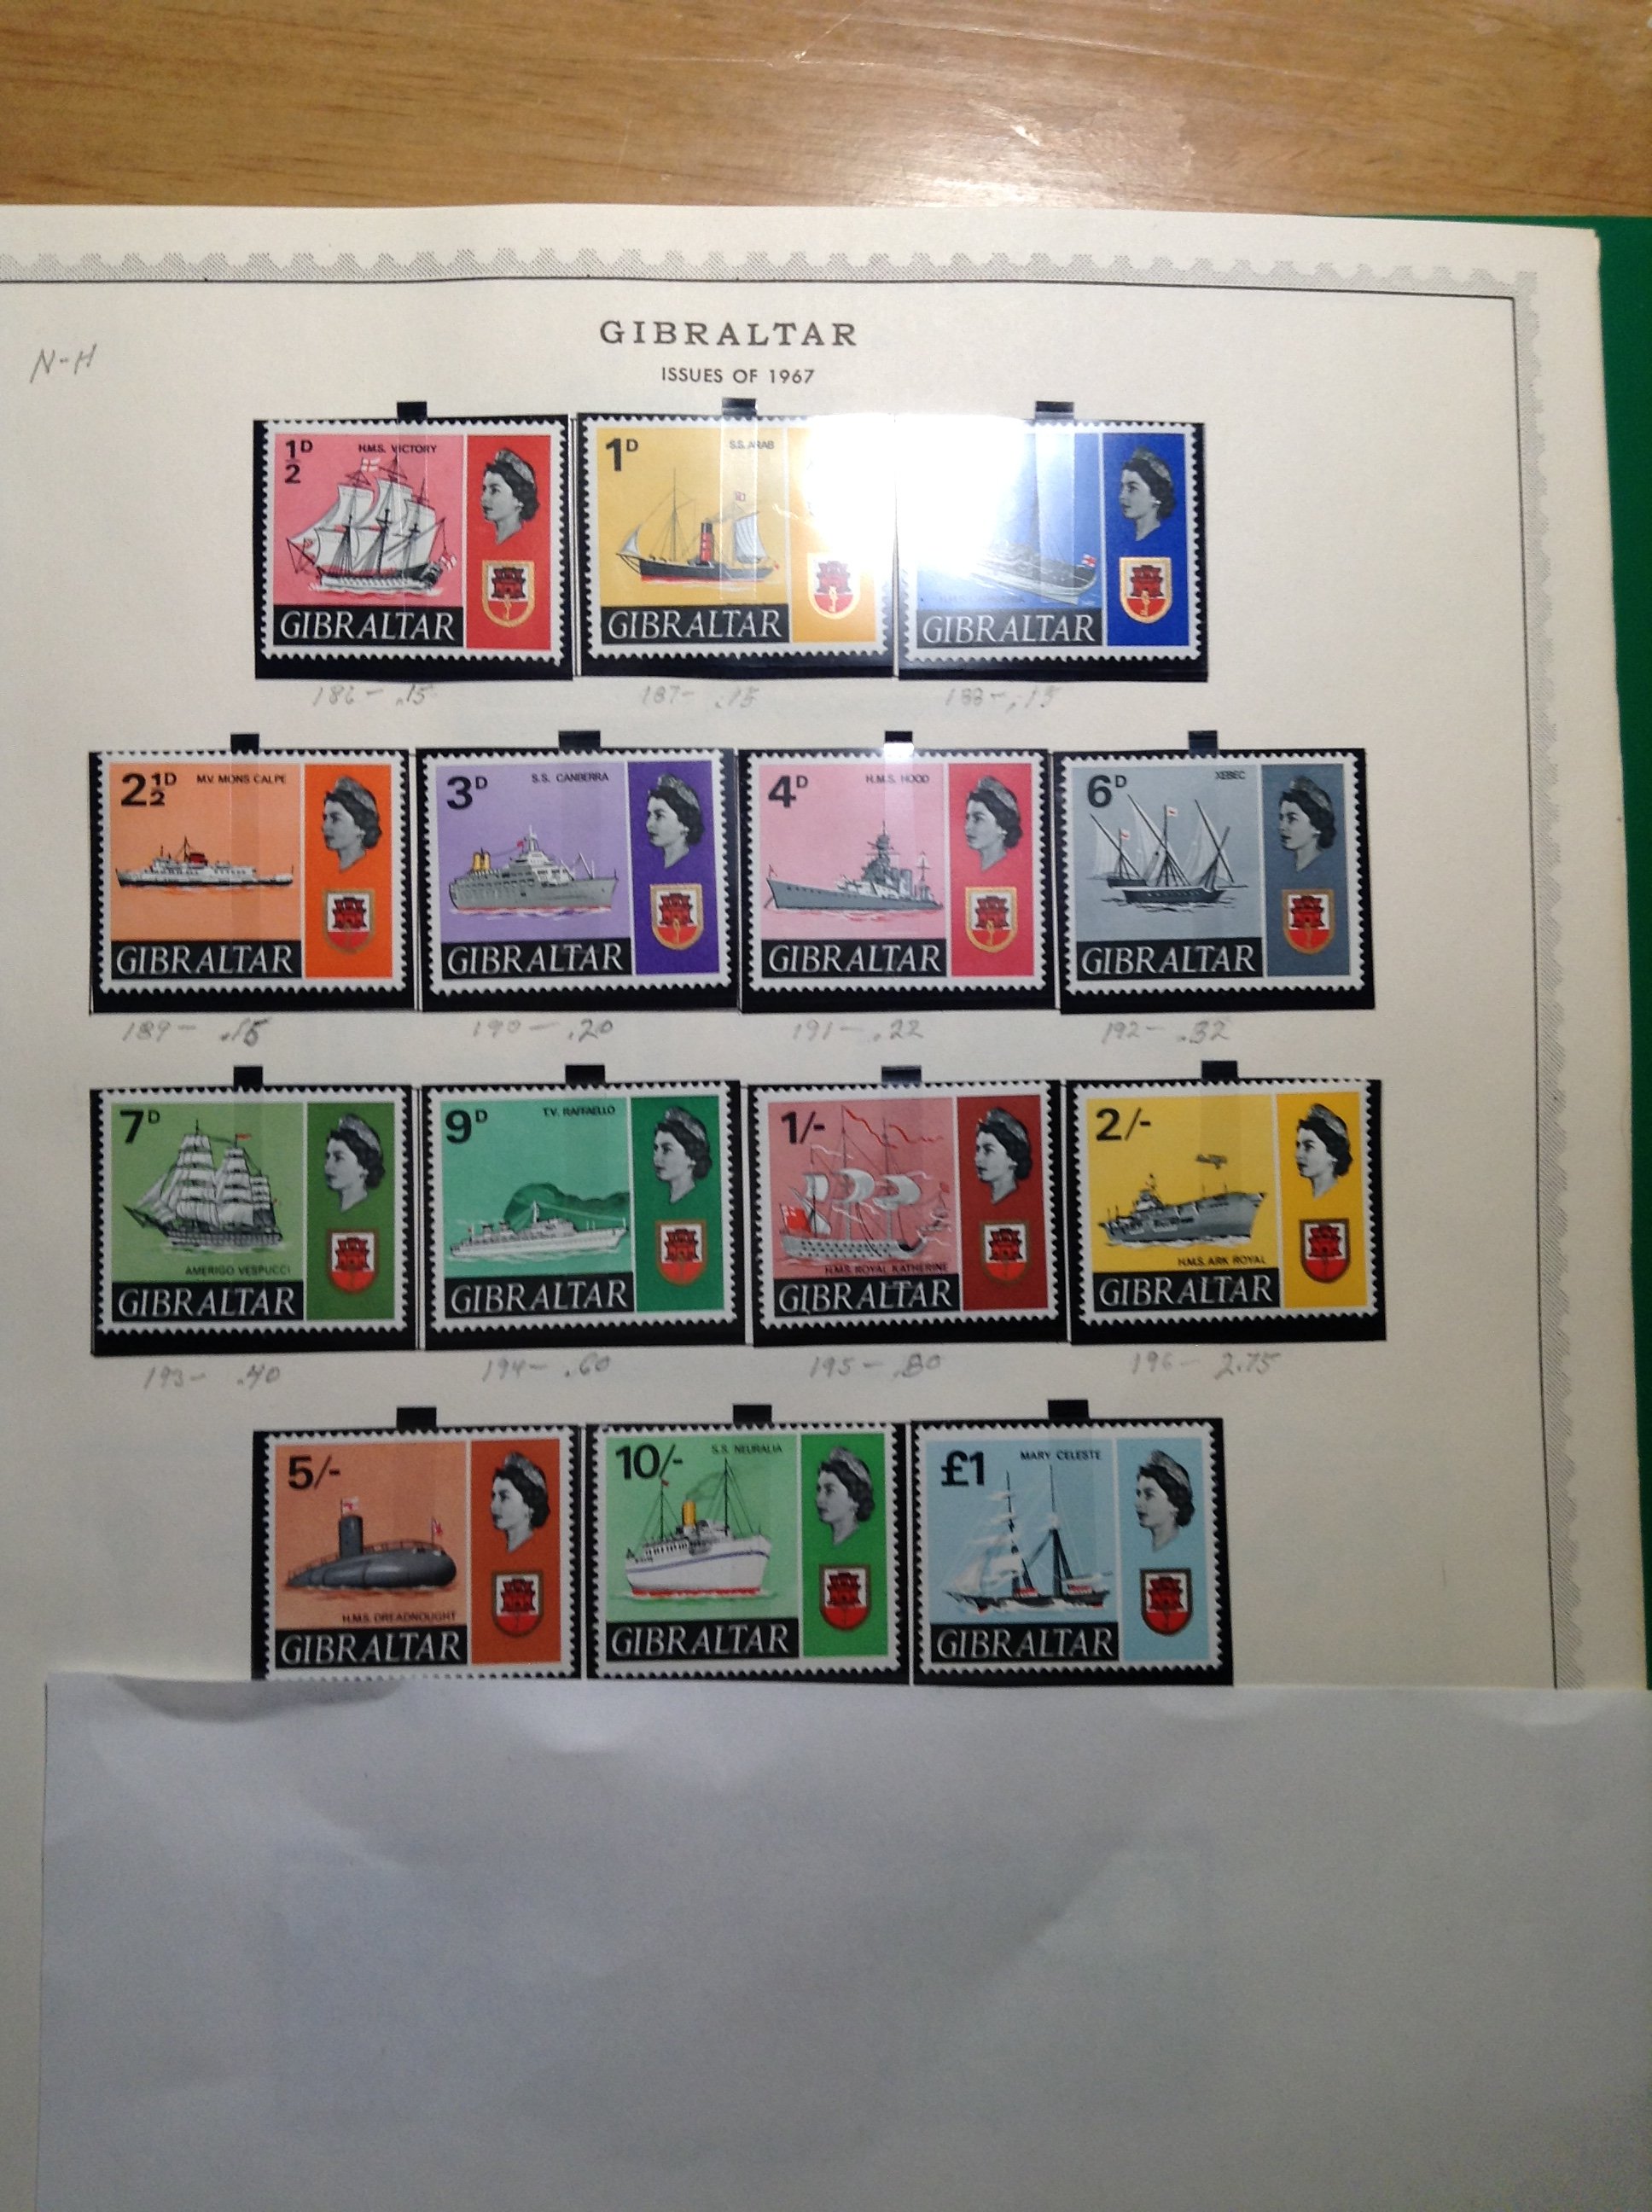 GIBRALTAR
ISSUES OF 1967
N-H
1/2D H.M.S. VICTORY
GIBRALTAR
1D S.S. ARAB
GIBRALTAR
GIBRALTAR
186 - .15
187 - .15
188 - .15
2 1/2D M.V. MONS CALPE
GIBRALTAR
3D S.S. CANBERRA
GIBRALTAR
4D H.M.S. HOOD
GIBRALTAR
6D XEBEC
GIBRALTAR
189 - .15
190 - .20
191 - .22
192 - .32
7D
AMERIGO VESPUCCI
GIBRALTAR
9D T.V. RAFFAELLO
GIBRALTAR
1/-
H.M.S. ROYAL KATHERINE
GIBRALTAR
2/-
H.M.S. ARK ROYAL
GIBRALTAR
193 - .40
194 - .60
195 - .80
196 - 2.75
5/-
H.M.S. DREADNOUGHT
GIBRALTAR
10/- S.S. NEURALIA
GIBRALTAR
£1 MARY CELESTE
GIBRALTAR